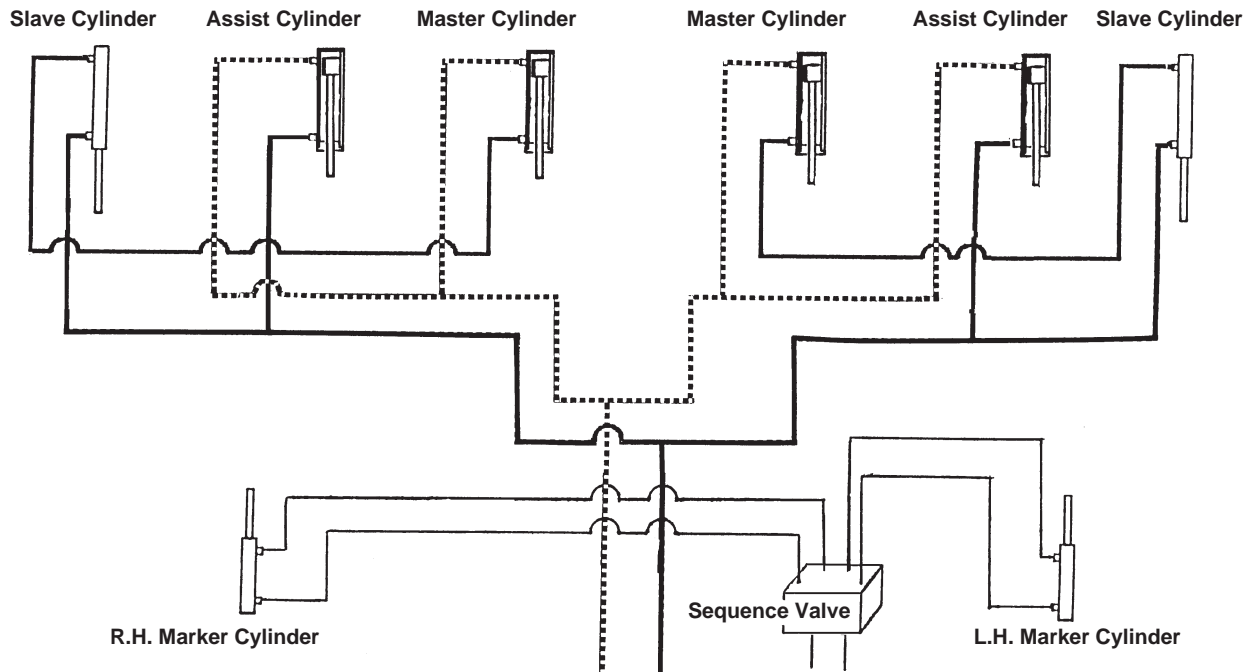 Slave Cylinder
Assist Cylinder
Master Cylinder
Master Cylinder
Assist Cylinder
Slave Cylinder
Sequence Valve
R.H. Marker Cylinder
L.H. Marker Cylinder